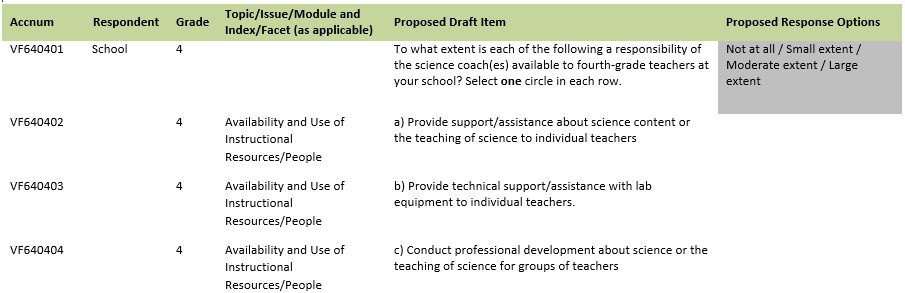 Accum Respondent Grade Topic/Issue/Module and Index/Facet (as applicable) Proposed Draft Item Proposed Response Options
VF640401 School 4 To what extent is each of the following a responsibility of
the science coach(es) available to fourth-grade teachers at
your school? Select one circle in each row.
Not at all / Small extent /
Moderate extent / Large
extent
VF640402 4 Availability and Use of
Instructional
Resources/People
a) Provide support/assistance about science content or
the teaching of science to individual teachers
VF640403 4 Availability and Use of
Instructional
Resources/People
b) Provide technical support/assistance with lab
equipment to individual teachers.
VF640404 4 Availability and Use of
Instructional
Resources/People
c) Conduct professional development about science or the
teaching of science for groups of teachers